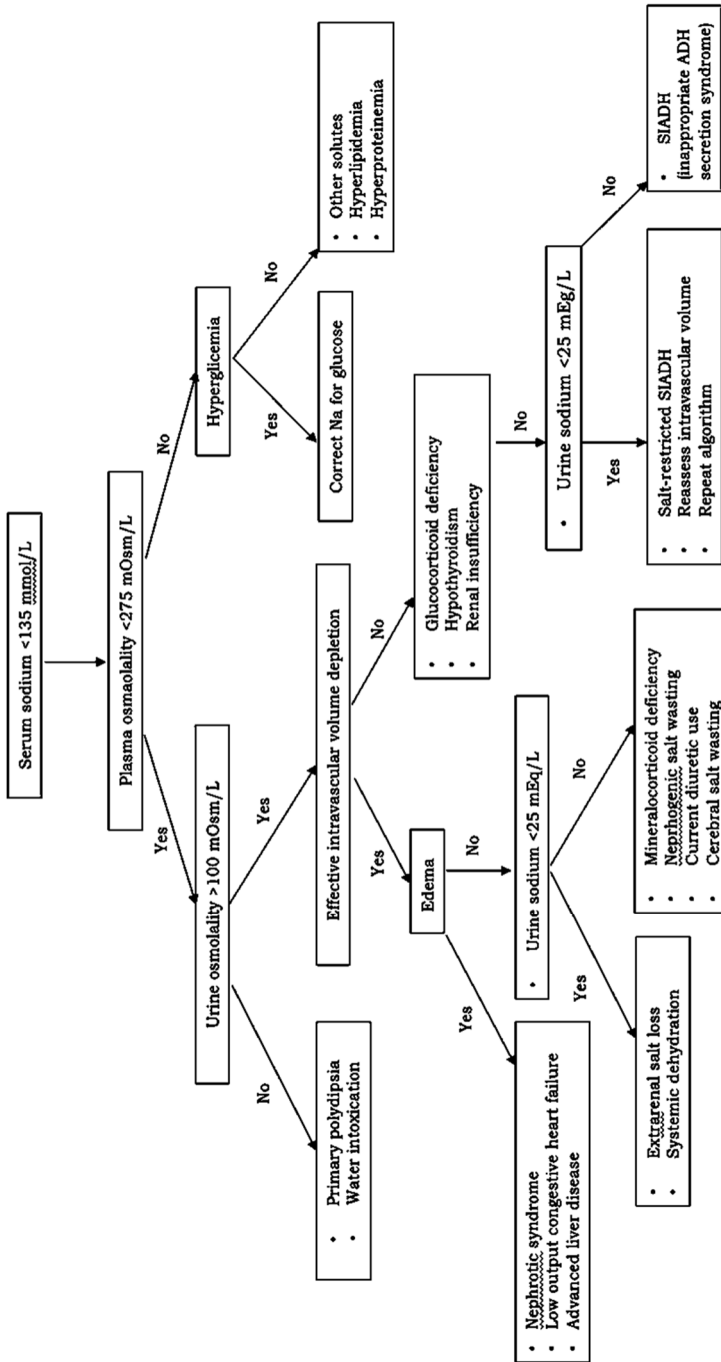 Serum sodium <135 mmol/L
Plasma osmaolality <275 mOsm/L
Yes
No
Urine osmolality >100 mOsm/L
Hyperglicemia
No
Yes
Yes
No
• Primary polydipsia
• Water intoxication
Effective intravascular volume depletion
Correct Na for glucose
• Other solutes
• Hyperlipidemia
• Hyperproteinemia
Yes
No
Edema
• Glucocorticoid deficiency
• Hypothyroidism
• Renal insufficiency
Yes
No
No
• Nephrotic syndrome
• Low output congestive heart failure
• Advanced liver disease
• Urine sodium <25 mEq/L
• Urine sodium <25 mEg/L
Yes
No
Yes
No
• Extrarenal salt loss
• Systemic dehydration
• Mineralocorticoid deficiency
• Neprhogenic salt wasting
• Current diuretic use
• Cerebral salt wasting
• Salt-restricted SIADH
• Reassess intravascular volume
• Repeat algorithm
• SIADH
(inappropriate ADH
secretion syndrome)